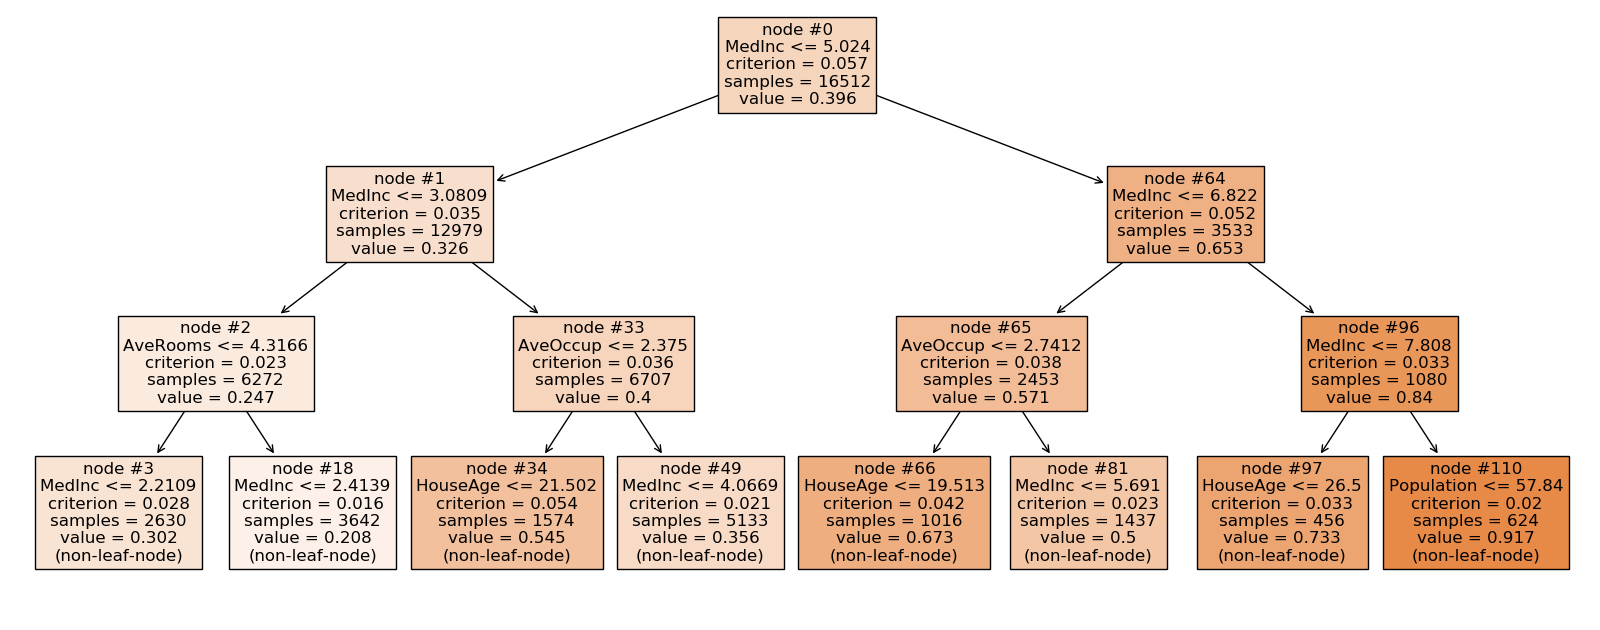 node #0
MedInc <= 5.024
criterion = 0.057
samples = 16512
value = 0.396
node #1
MedInc <= 3.0809
criterion = 0.035
samples = 12979
value = 0.326
node #64
MedInc <= 6.822
criterion = 0.052
samples = 3533
value = 0.653
node #2
AveRooms <= 4.3166
criterion = 0.023
samples = 6272
value = 0.247
node #33
AveOccup <= 2.375
criterion = 0.036
samples = 6707
value = 0.4
node #65
AveOccup <= 2.7412
criterion = 0.038
samples = 2453
value = 0.571
node #96
MedInc <= 7.808
criterion = 0.033
samples = 1080
value = 0.84
node #3
MedInc <= 2.2109
criterion = 0.028
samples = 2630
value = 0.302
(non-leaf-node)
node #18
MedInc <= 2.4139
criterion = 0.016
samples = 3642
value = 0.208
(non-leaf-node)
node #34
HouseAge <= 21.502
criterion = 0.054
samples = 1574
value = 0.545
(non-leaf-node)
node #49
MedInc <= 4.0669
criterion = 0.021
samples = 5133
value = 0.356
(non-leaf-node)
node #66
HouseAge <= 19.513
criterion = 0.042
samples = 1016
value = 0.673
(non-leaf-node)
node #81
MedInc <= 5.691
criterion = 0.023
samples = 1437
value = 0.5
(non-leaf-node)
node #97
HouseAge <= 26.5
criterion = 0.033
samples = 456
value = 0.733
(non-leaf-node)
node #110
Population <= 57.84
criterion = 0.02
samples = 624
value = 0.917
(non-leaf-node)